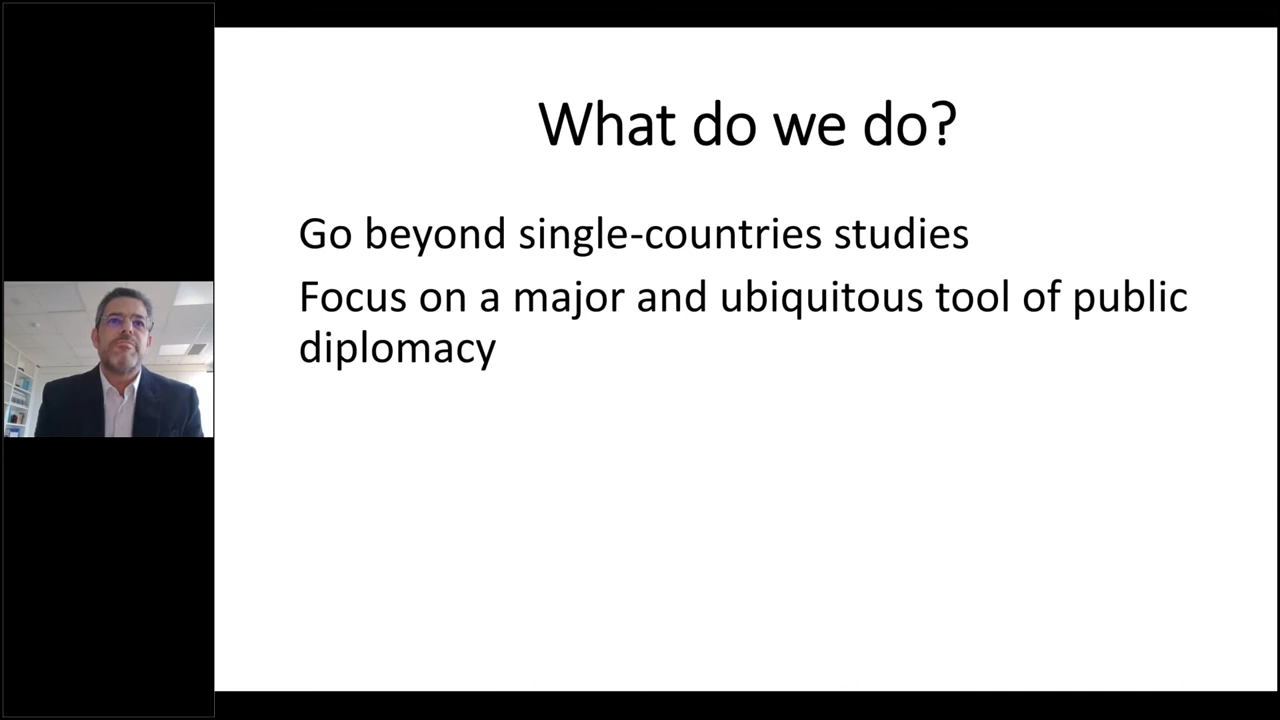 What do we do?
Go beyond single-countries studies
Focus on a major and ubiquitous tool of public
diplomacy